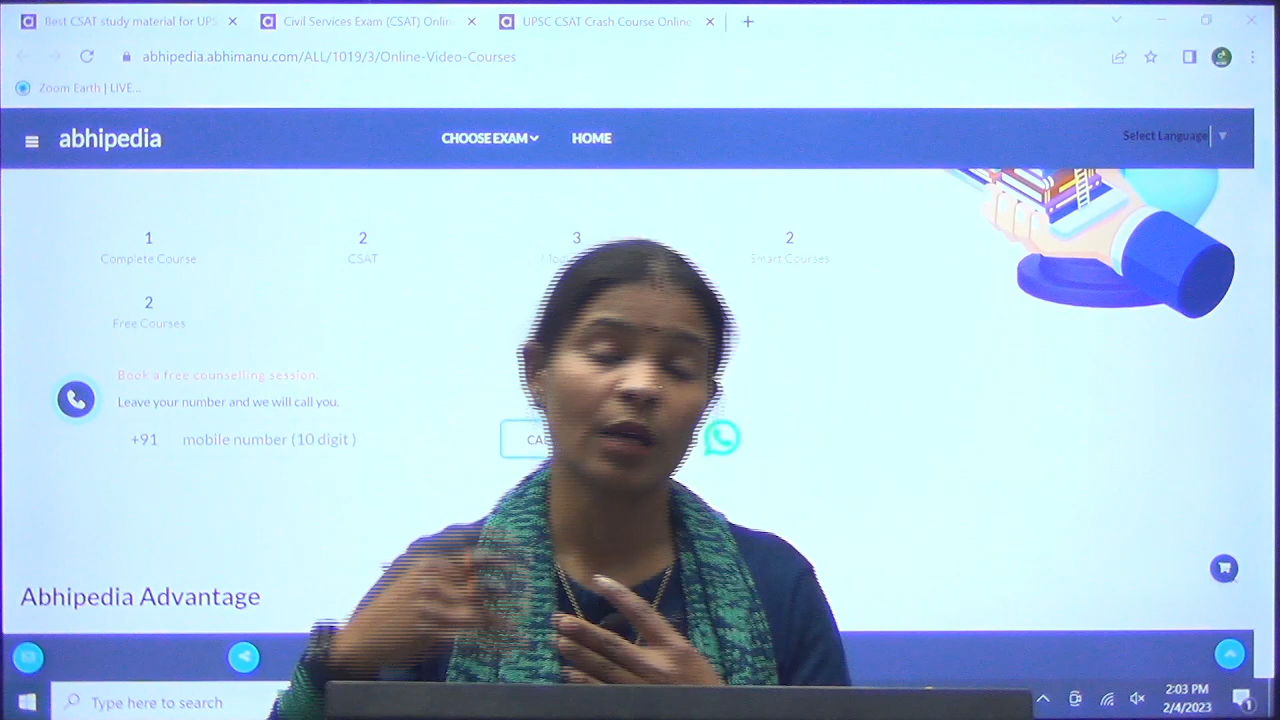 Best CSAT study material for UPS
Civil Services Exam (CSAT) Onlin
UPSC CSAT Crash Course Online
abhipedia.abhimanu.com/ALL/1019/3/Online-Video-Courses
Zoom Earth | LIVE...
abhipedia
CHOOSE EXAM
HOME
Select Language
1
2
3
2
Complete Course
CSAT
Smart Courses
2
Free Courses
Book a free counselling session.
Leave your number and we will call you.
+91 mobile number (10 digit )
Abhipedia Advantage
Type here to search
2:03 PM
2/4/2023
1